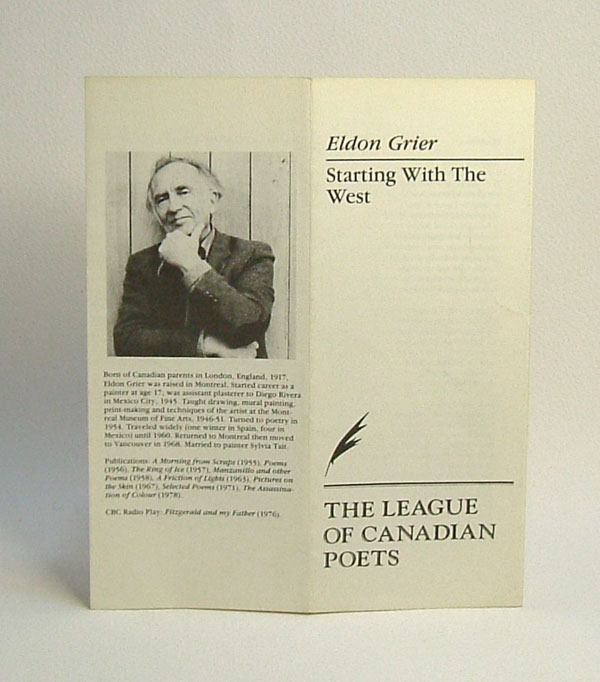 Born of Canadian parents in London, England, 1917,
Eldon Grier was raised in Montreal. Started career as a
painter at age 17; was assistant plasterer to Diego Rivera
in Mexico City, 1945. Taught drawing, mural painting,
print-making and techniques of the artist at the Mont-
real Museum of Fine Arts, 1946-51. Turned to poetry in
1954. Traveled widely (one winter in Spain, four in
Mexico) until 1960. Returned to Montreal then moved
to Vancouver in 1968. Married to painter Sylvia Tait.
Publications: A Morning from Scraps (1955), Poems
(1956), The Ring of Ice (1957), Manzanillo and other
Poems (1958), A Friction of Lights (1963), Pictures on
the Skin (1967), Selected Poems (1971), The Assassina-
tion of Colour (1978).
CBC Radio Play: Fitzgerald and my Father (1976).
Eldon Grier
Starting With The
West
THE LEAGUE
OF CANADIAN
POETS